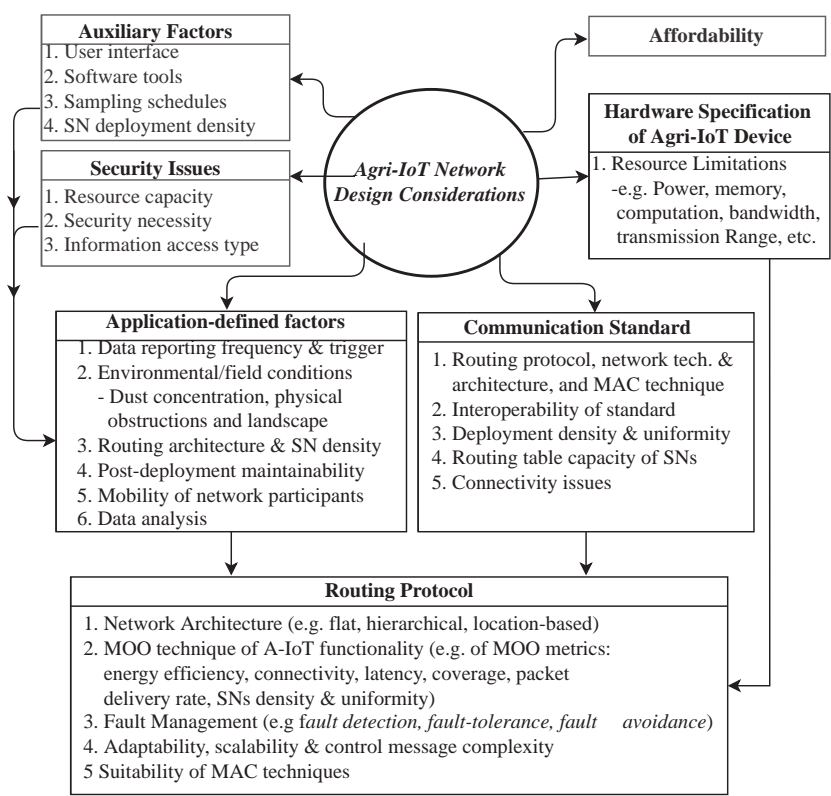 Auxiliary Factors
1. User interface
2. Software tools
3. Sampling schedules
4. SN deployment density
Affordability
Hardware Specification
of Agri-IoT Device
1. Resource Limitations
-e.g. Power, memory,
computation, bandwidth,
transmission Range, etc.
Security Issues
1. Resource capacity
2. Security necessity
3. Information access type
Agri-IoT Network
Design Considerations
Application-defined factors
1. Data reporting frequency & trigger
2. Environmental/field conditions
- Dust concentration, physical
obstructions and landscape
3. Routing architecture & SN density
4. Post-deployment maintainability
5. Mobility of network participants
6. Data analysis
Communication Standard
1. Routing protocol, network tech. &
architecture, and MAC technique
2. Interoperability of standard
3. Deployment density & uniformity
4. Routing table capacity of SNs
5. Connectivity issues
Routing Protocol
1. Network Architecture (e.g. flat, hierarchical, location-based)
2. MOO technique of A-IoT functionality (e.g. of MOO metrics:
energy efficiency, connectivity, latency, coverage, packet
delivery rate, SNs density & uniformity)
3. Fault Management (e.g fault detection, fault-tolerance, fault avoidance)
4. Adaptability, scalability & control message complexity
5 Suitability of MAC techniques